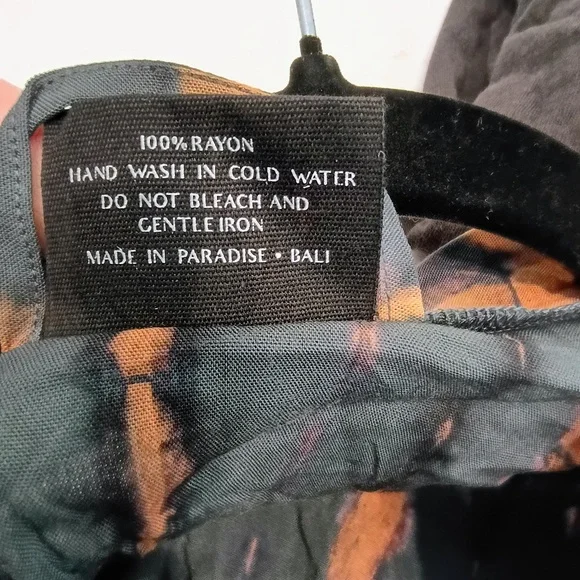 100% RAYON
HAND WASH IN COLD WATER
DO NOT BLEACH AND
GENTLE IRON
MADE IN PARADISE • BALI